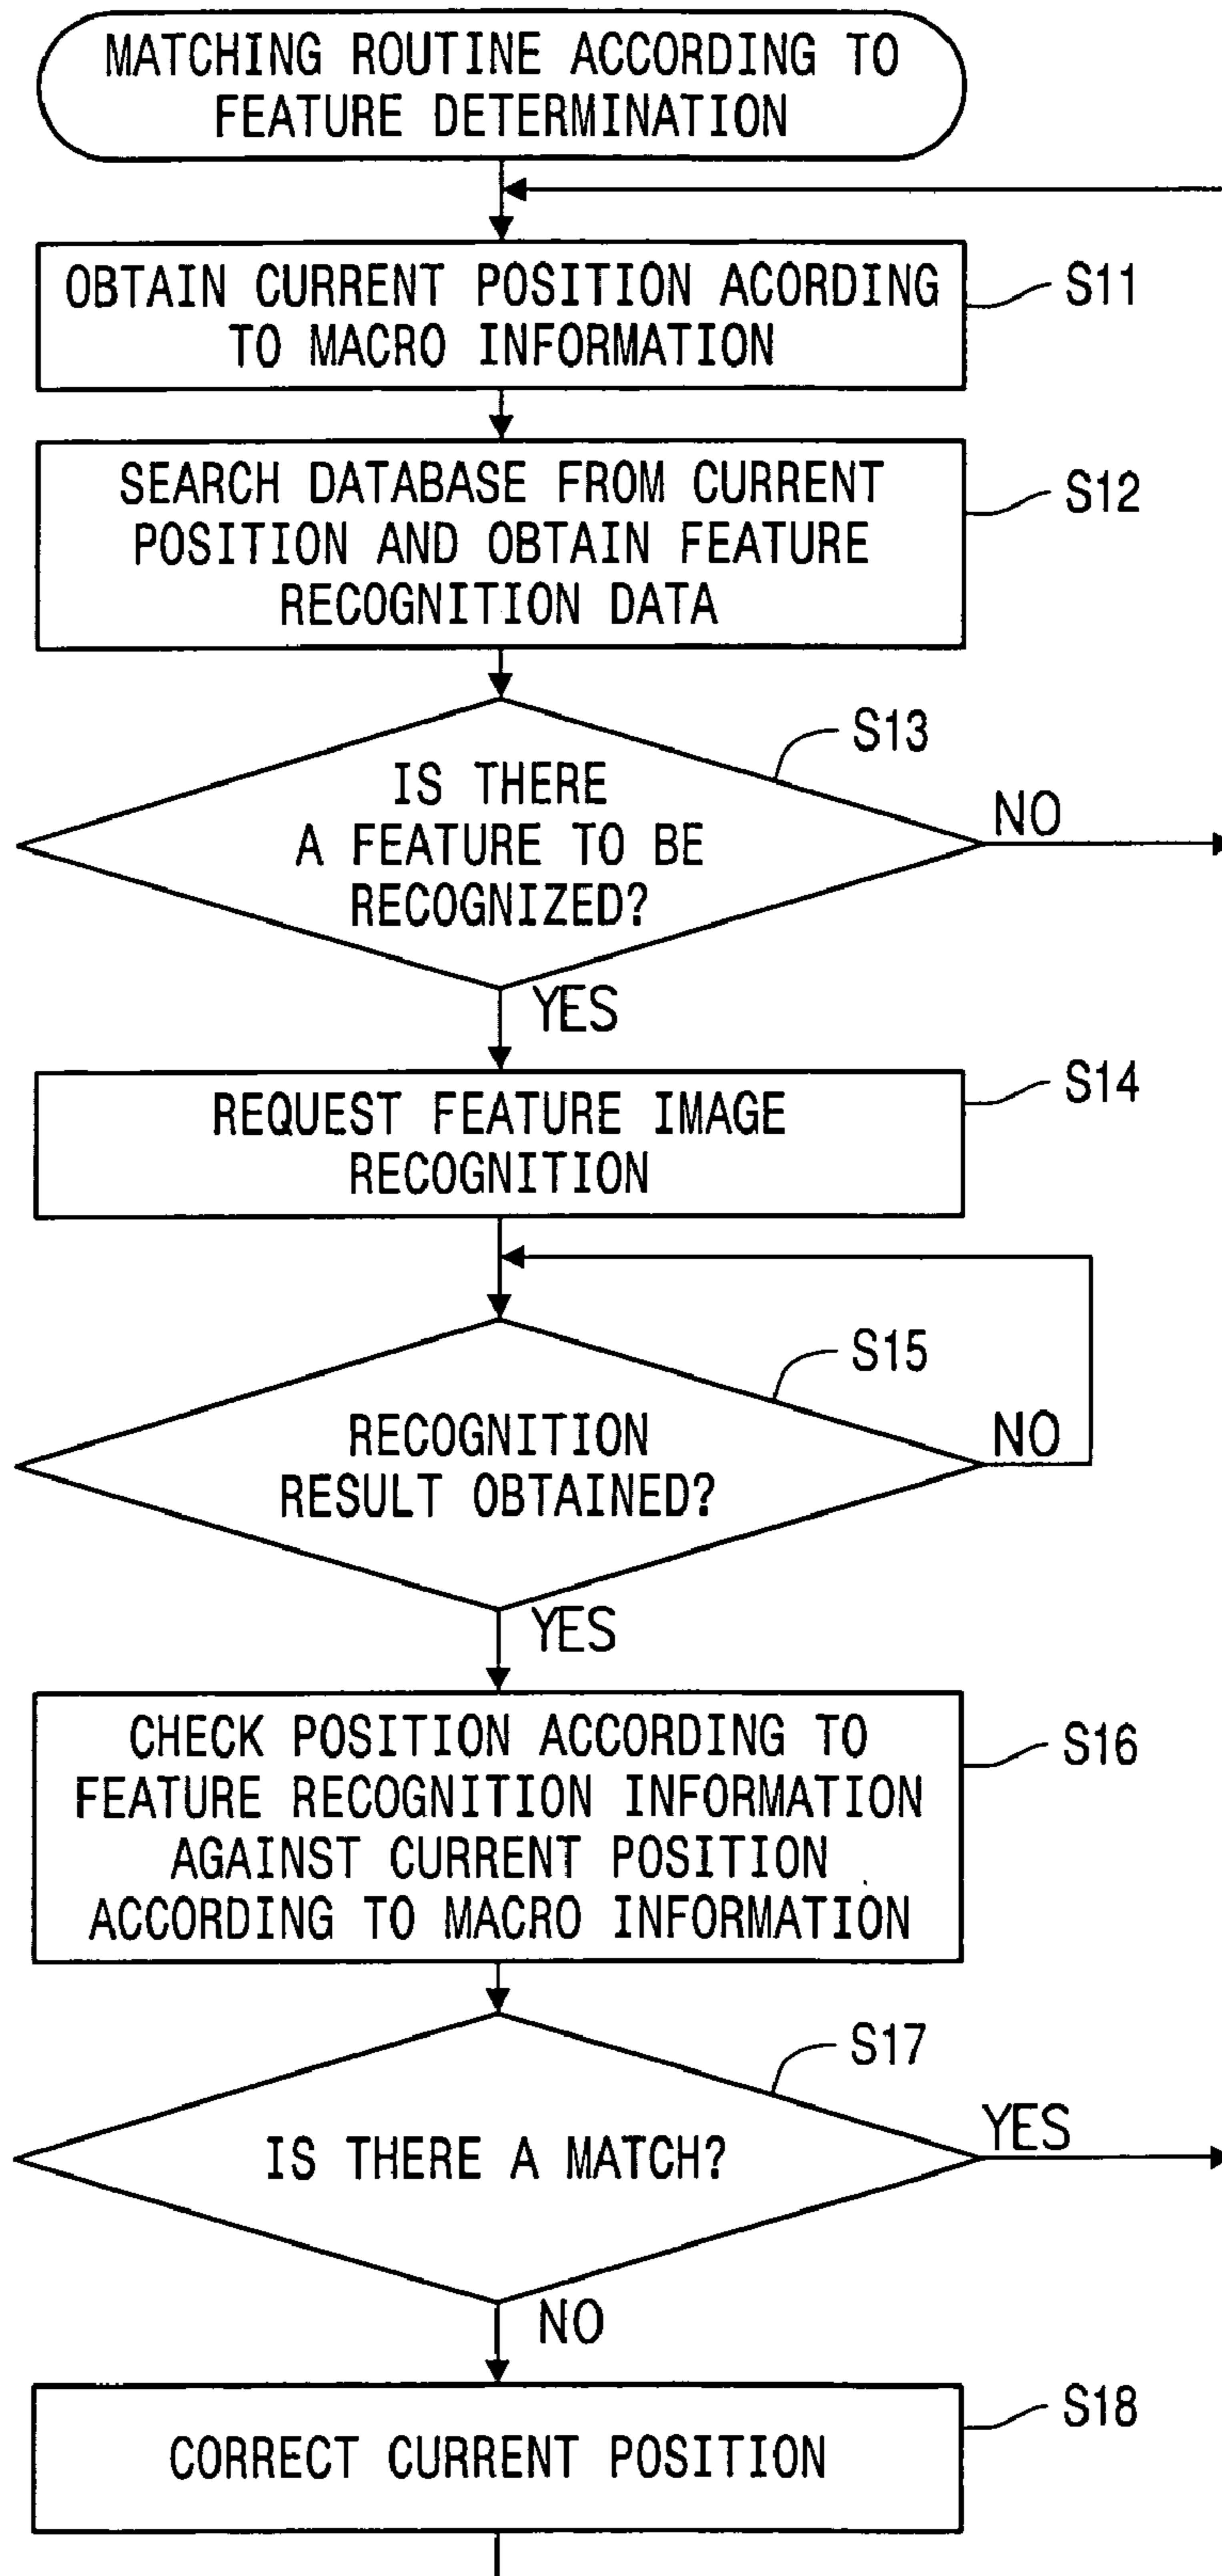 MATCHING ROUTINE ACCORDING TO
FEATURE DETERMINATION
OBTAIN CURRENT POSITION ACORDING
TO MACRO INFORMATION
S11
SEARCH DATABASE FROM CURRENT
POSITION AND OBTAIN FEATURE
RECOGNITION DATA
S12
S13
IS THERE
A FEATURE TO BE
RECOGNIZED?
NO
YES
REQUEST FEATURE IMAGE
RECOGNITION
S14
S15
RECOGNITION
RESULT OBTAINED?
NO
YES
CHECK POSITION ACCORDING TO
FEATURE RECOGNITION INFORMATION
AGAINST CURRENT POSITION
ACCORDING TO MACRO INFORMATION
S16
S17
IS THERE A MATCH?
YES
NO
CORRECT CURRENT POSITION
S18